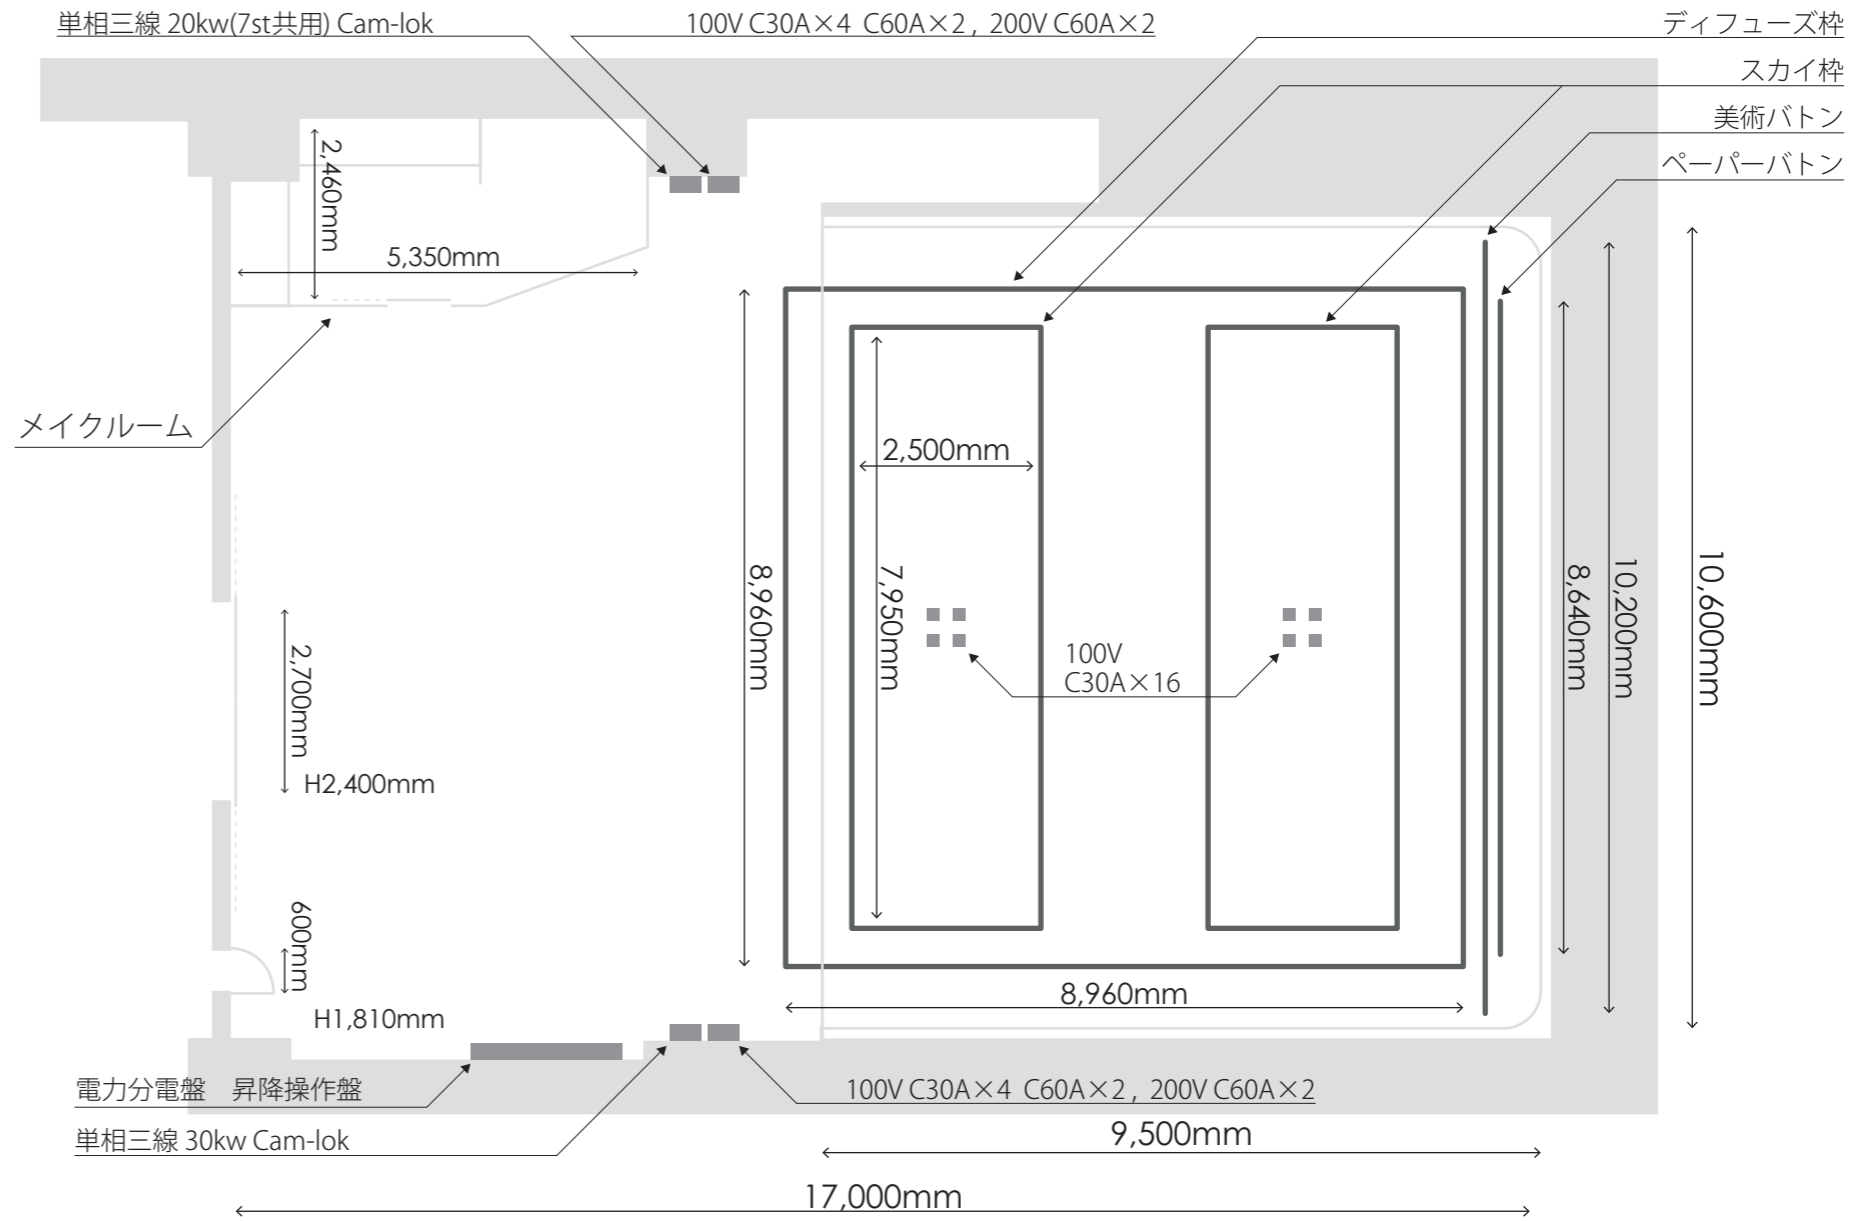 単相三線 20kw(7st共用) Cam-lok
100V C30A×4 C60A×2 , 200V C60A×2
ディフューズ枠
スカイ枠
美術バトン
ペーパーバトン
2,460mm
5,350mm
メイクルーム
2,500mm
8,960mm
7,950mm
100V
C30A×16
8,640mm
10,200mm
10,600mm
2,700mm
H2,400mm
600mm
H1,810mm
8,960mm
電力分電盤　昇降操作盤
100V C30A×4 C60A×2 , 200V C60A×2
単相三線 30kw Cam-lok
9,500mm
17,000mm